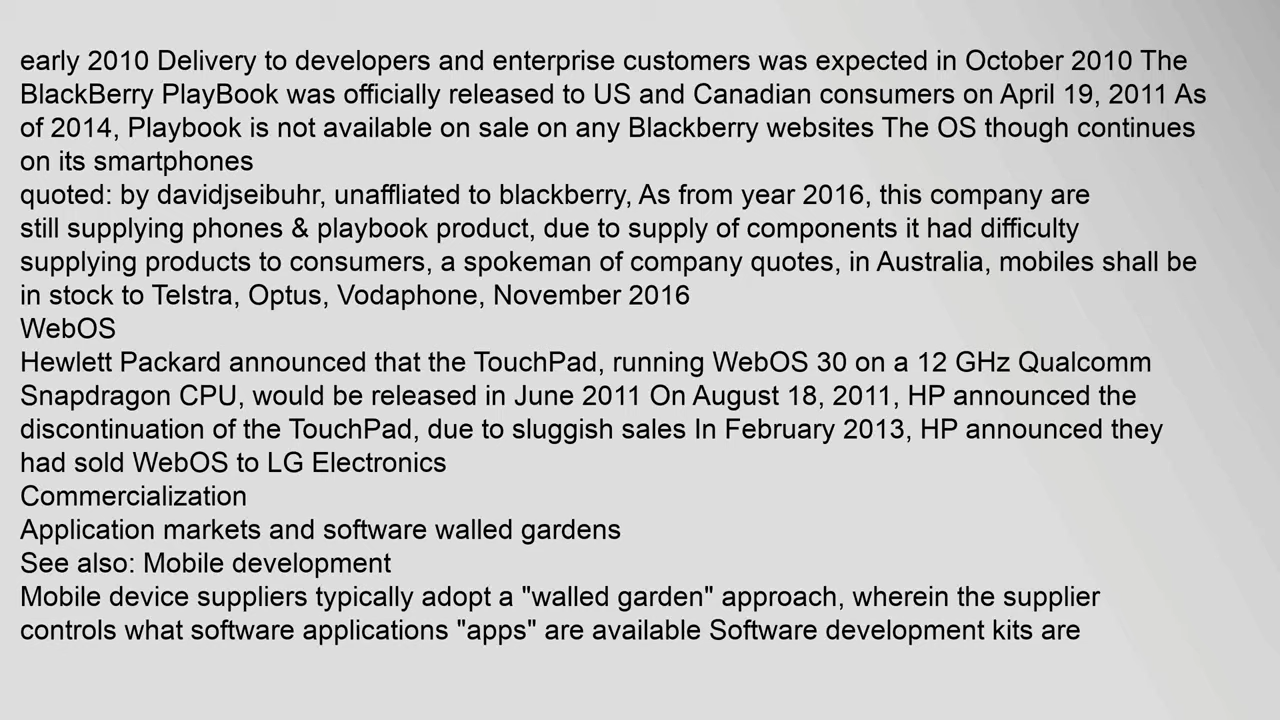 early 2010 Delivery to developers and enterprise customers was expected in October 2010 The
BlackBerry PlayBook was officially released to US and Canadian consumers on April 19, 2011 As
of 2014, Playbook is not available on sale on any Blackberry websites The OS though continues
on its smartphones
quoted: by davidjseibuhr, unaffliated to blackberry, As from year 2016, this company are
still supplying phones & playbook product, due to supply of components it had difficulty
supplying products to consumers, a spokeman of company quotes, in Australia, mobiles shall be
in stock to Telstra, Optus, Vodaphone, November 2016
WebOS
Hewlett Packard announced that the TouchPad, running WebOS 30 on a 12 GHz Qualcomm
Snapdragon CPU, would be released in June 2011 On August 18, 2011, HP announced the
discontinuation of the TouchPad, due to sluggish sales In February 2013, HP announced they
had sold WebOS to LG Electronics
Commercialization
Application markets and software walled gardens
See also: Mobile development
Mobile device suppliers typically adopt a "walled garden" approach, wherein the supplier
controls what software applications "apps" are available Software development kits are